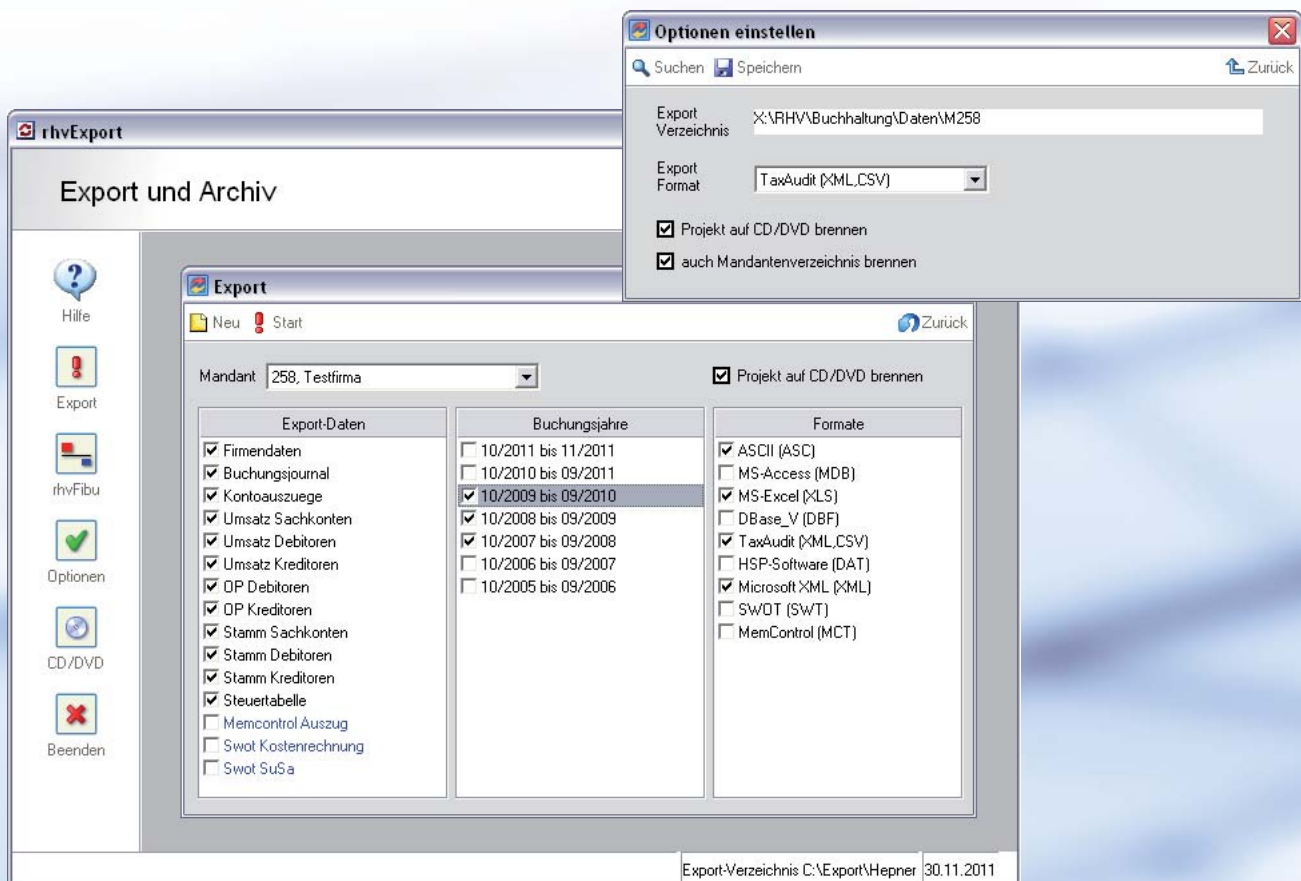 Optionen einstellen
Suchen Speichern Zurück
Export Verzeichnis X:\RHV\Buchhaltung\Daten\M258
Export Format TaxAudit (XML,CSV)
Projekt auf CD/DVD brennen
auch Mandantenverzeichnis brennen
rhvExport
Export und Archiv
Hilfe
Export
rhvFibu
Optionen
CD/DVD
Beenden
Export
Neu Start Zurück
Mandant 258, Testfirma Projekt auf CD/DVD brennen
Export-Daten
Firmendaten
Buchungsjournal
Kontoauszuege
Umsatz Sachkonten
Umsatz Debitoren
Umsatz Kreditoren
OP Debitoren
OP Kreditoren
Stamm Sachkonten
Stamm Debitoren
Stamm Kreditoren
Steuertabelle
Memcontrol Auszug
Swot Kostenrechnung
Swot SuSa
Buchungsjahre
10/2011 bis 11/2011
10/2010 bis 09/2011
10/2009 bis 09/2010
10/2008 bis 09/2009
10/2007 bis 09/2008
10/2006 bis 09/2007
10/2005 bis 09/2006
Formate
ASCII (ASC)
MS-Access (MDB)
MS-Excel (XLS)
DBase_V (DBF)
TaxAudit (XML,CSV)
HSP-Software (DAT)
Microsoft XML (XML)
SWOT (SWT)
MemControl (MCT)
Export-Verzeichnis C:\Export\Hepner 30.11.2011